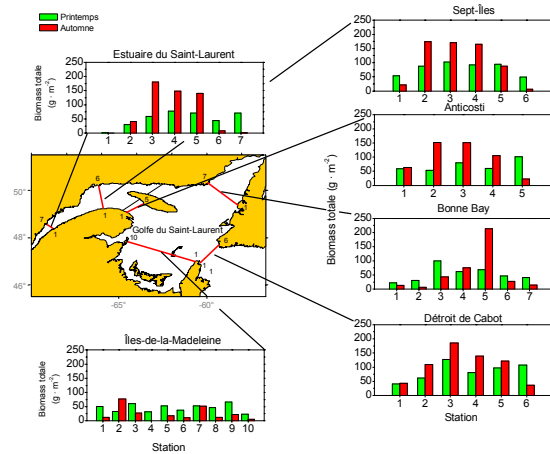 Printemps
Automne
Estuaire du Saint-Laurent
Biomass totale
(g · m-2)
250
200
150
100
50
0
1 2 3 4 5 6 7
Sept-Îles
250
200
150
100
50
0
1 2 3 4 5 6
Anticosti
250
200
150
100
50
0
1 2 3 4 5
Biomass totale (g · m-2)
Bonne Bay
250
200
150
100
50
0
1 2 3 4 5 6 7
Détroit de Cabot
250
200
150
100
50
0
1 2 3 4 5 6
Station
50°
48°
46°
-65°
-60°
7
1
6
1
5
1
7
1
Golfe du Saint-Laurent
10
1
6
1
1
Îles-de-la-Madeleine
Biomass totale
(g · m-2)
250
200
150
100
50
0
1 2 3 4 5 6 7 8 9 10
Station